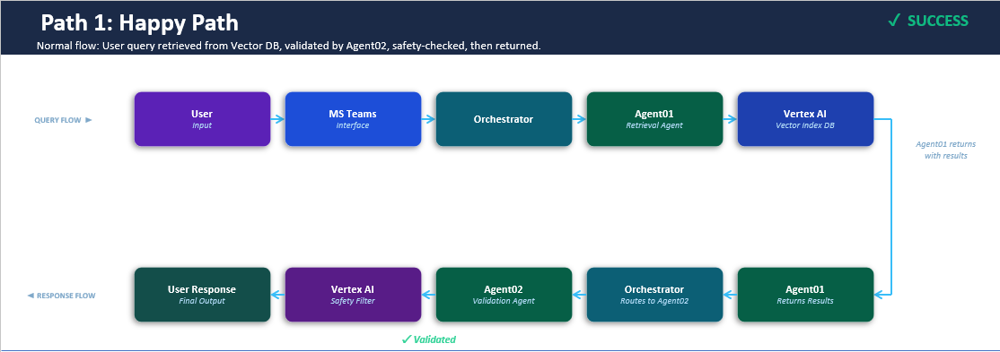 Path 1: Happy Path
✓ SUCCESS
Normal flow: User query retrieved from Vector DB, validated by Agent02, safety-checked, then returned.
QUERY FLOW ►
User
Input
MS Teams
Interface
Orchestrator
Agent01
Retrieval Agent
Vertex AI
Vector Index DB
Agent01 returns
with results
◄ RESPONSE FLOW
User Response
Final Output
Vertex AI
Safety Filter
Agent02
Validation Agent
Orchestrator
Routes to Agent02
Agent01
Returns Results
✓ Validated